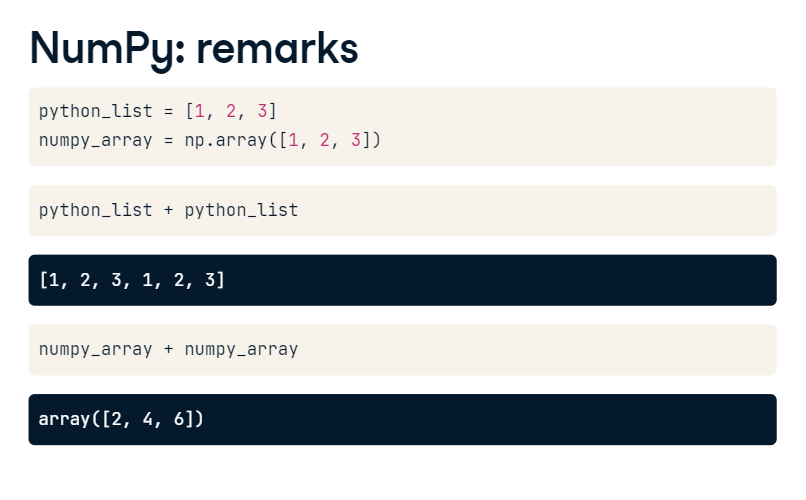 NumPy: remarks
python_list = [1, 2, 3]
numpy_array = np.array([1, 2, 3])
python_list + python_list
[1, 2, 3, 1, 2, 3]
numpy_array + numpy_array
array([2, 4, 6])